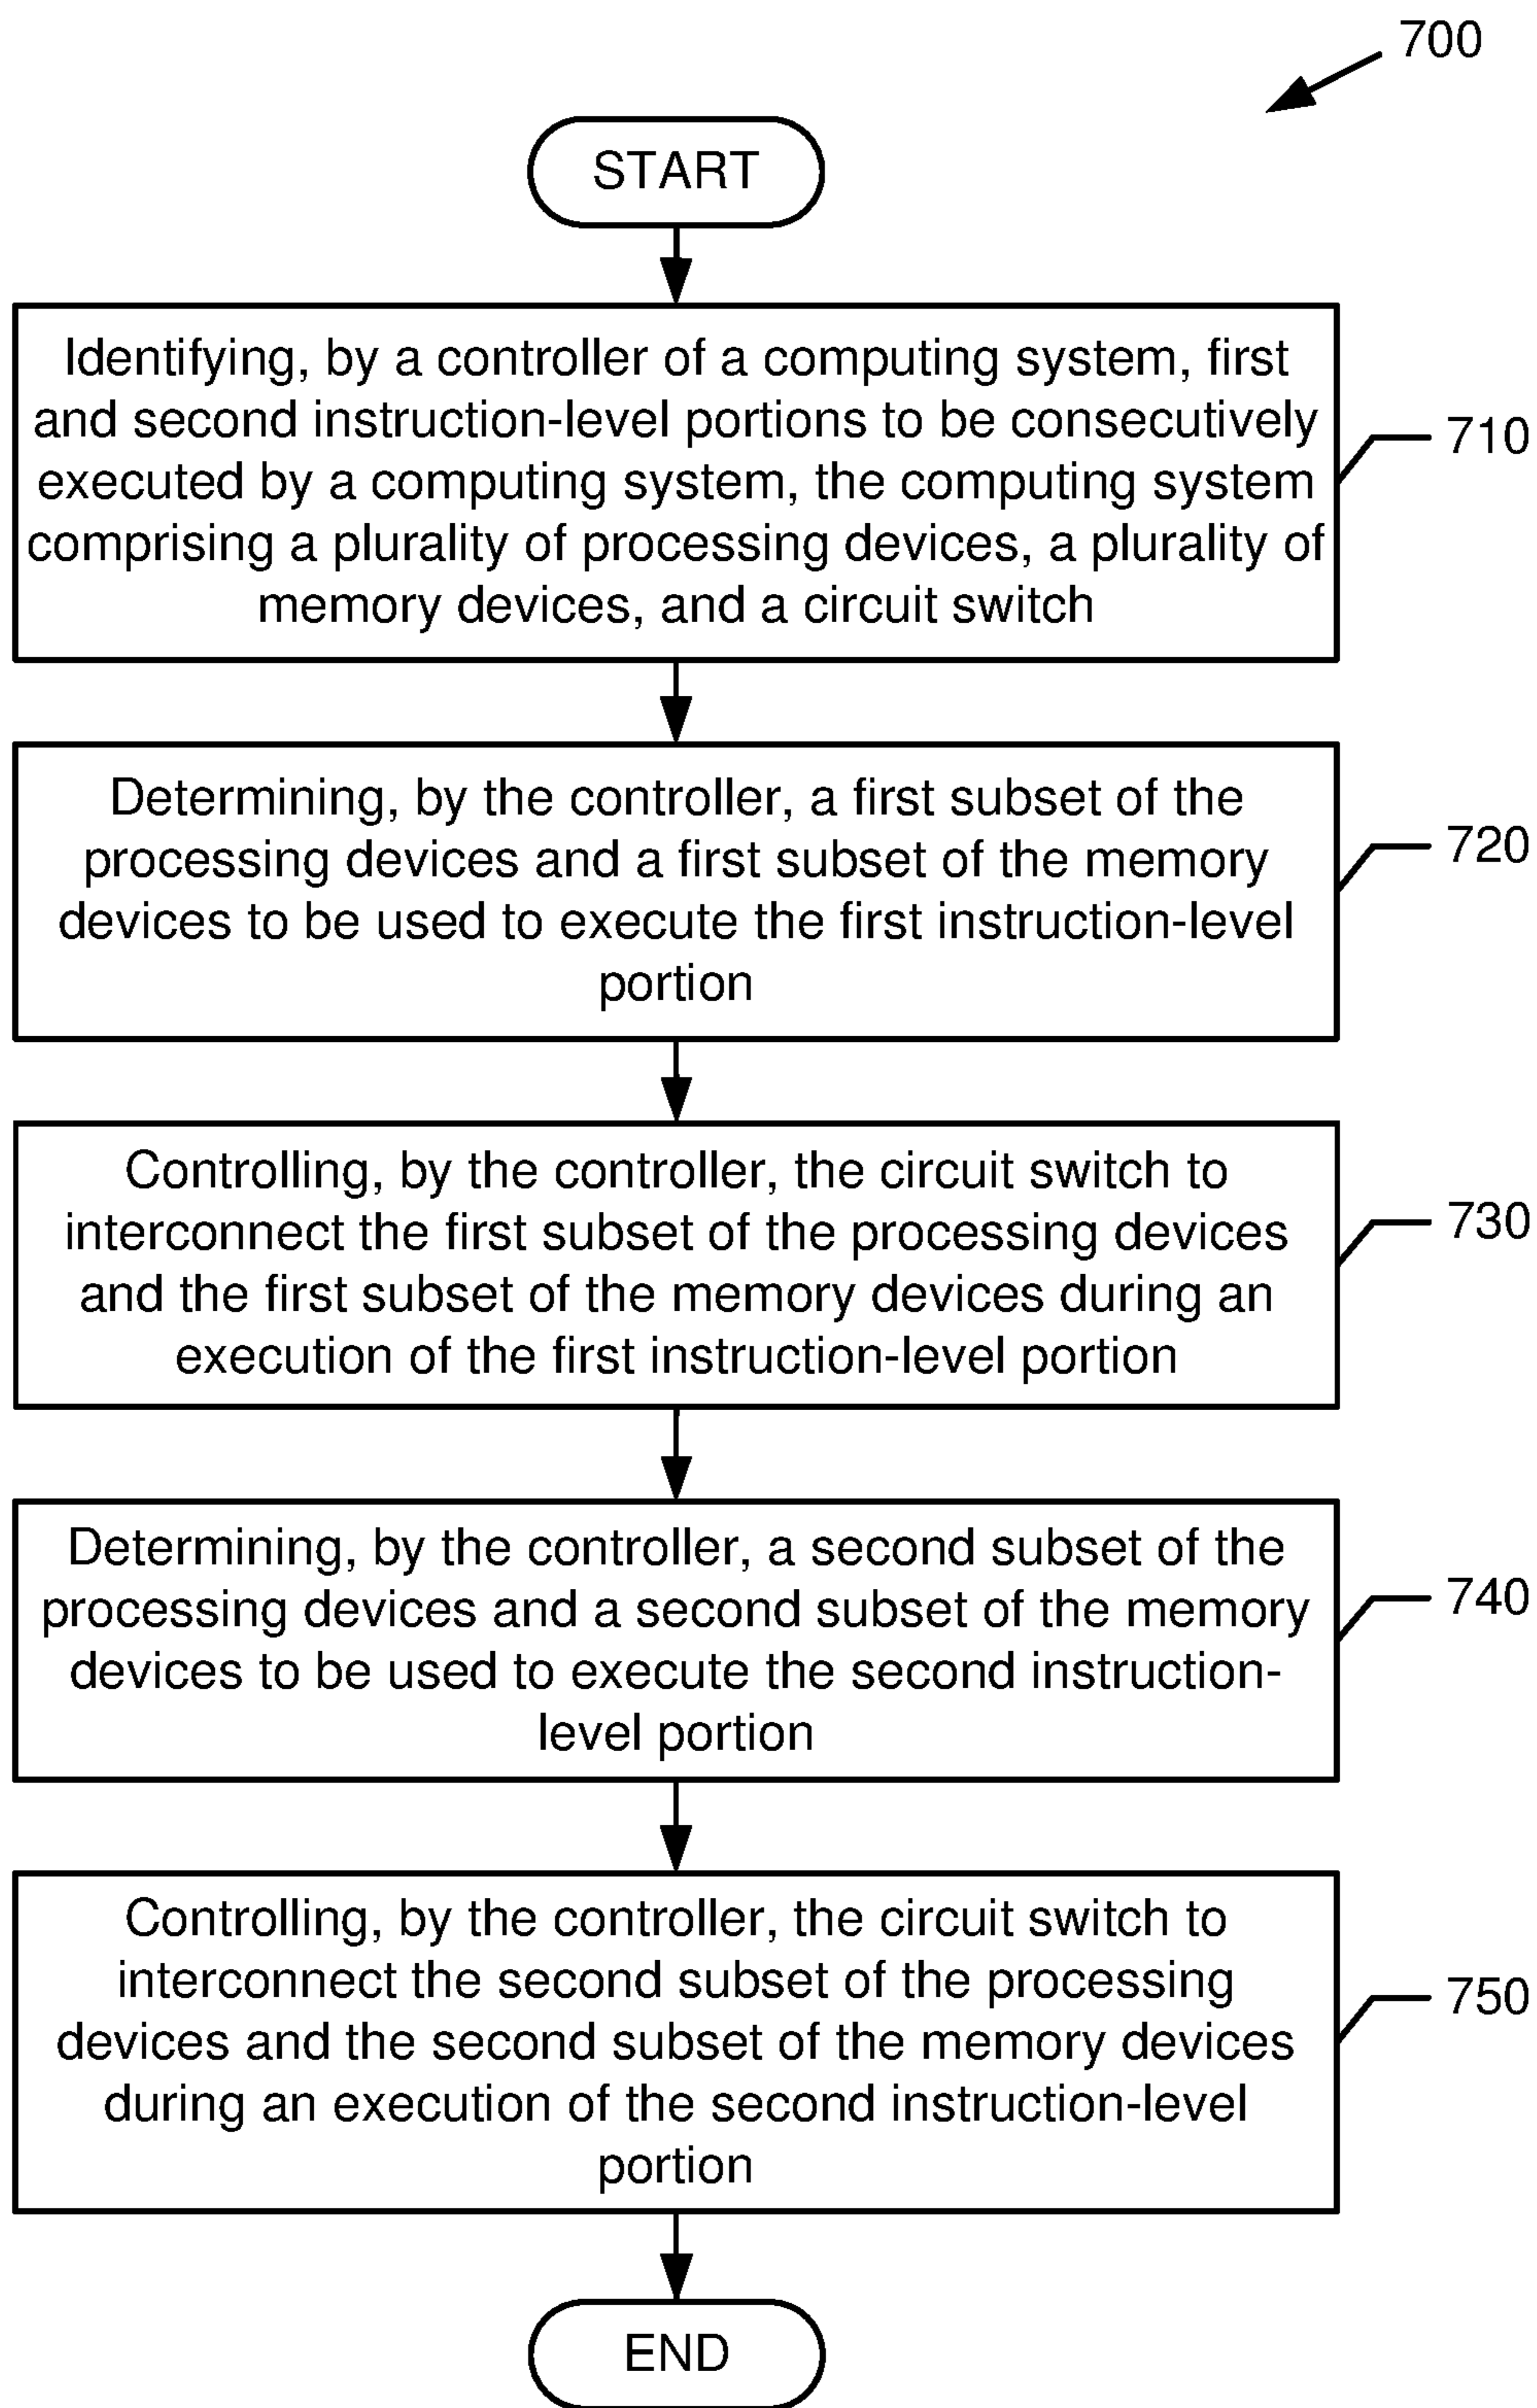 700
START
Identifying, by a controller of a computing system, first
and second instruction-level portions to be consecutively
executed by a computing system, the computing system
comprising a plurality of processing devices, a plurality of
memory devices, and a circuit switch
710
Determining, by the controller, a first subset of the
processing devices and a first subset of the memory
devices to be used to execute the first instruction-level
portion
720
Controlling, by the controller, the circuit switch to
interconnect the first subset of the processing devices
and the first subset of the memory devices during an
execution of the first instruction-level portion
730
Determining, by the controller, a second subset of the
processing devices and a second subset of the memory
devices to be used to execute the second instruction-
level portion
740
Controlling, by the controller, the circuit switch to
interconnect the second subset of the processing
devices and the second subset of the memory devices
during an execution of the second instruction-level
portion
750
END